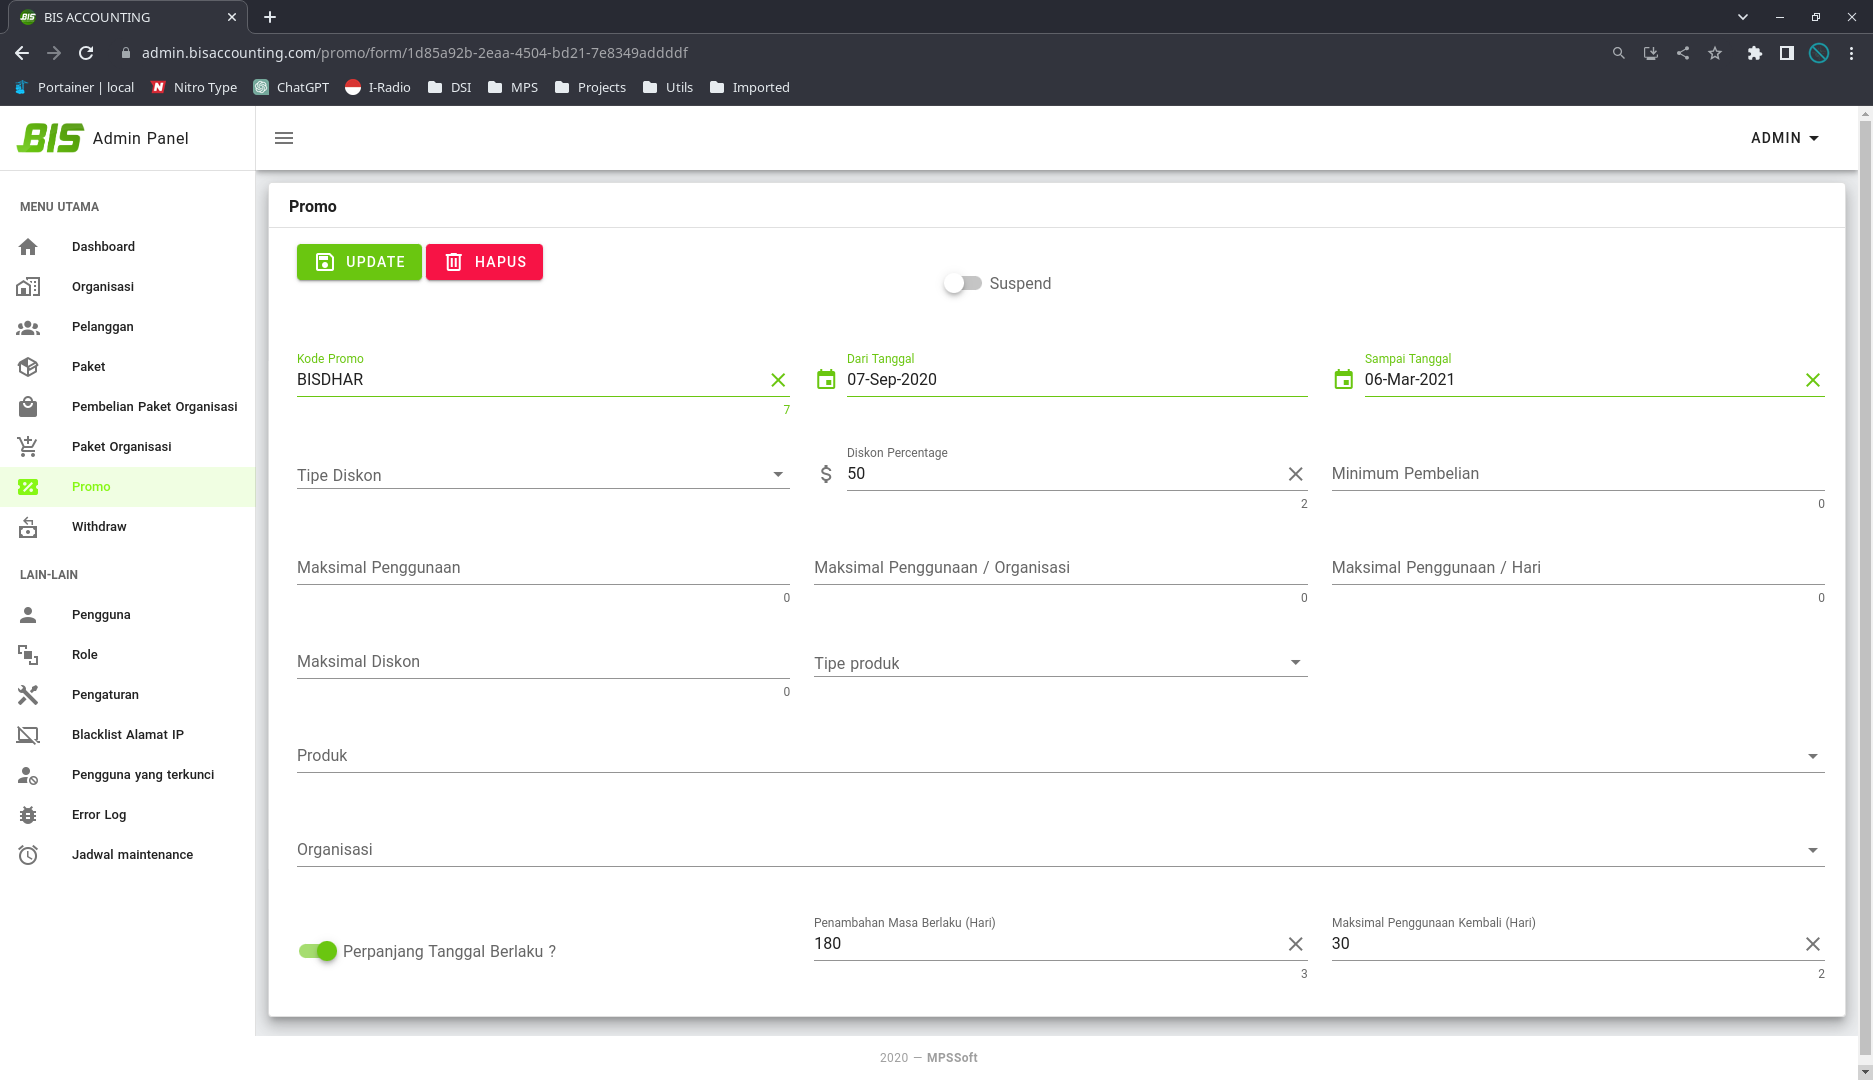 BIS ACCOUNTING
admin.bisaccounting.com/promo/form/1d85a92b-2eaa-4504-bd21-7e8349addddf
Portainer | local
Nitro Type
ChatGPT
I-Radio
DSI
MPS
Projects
Utils
Imported
BIS Admin Panel
ADMIN
MENU UTAMA
Dashboard
Organisasi
Pelanggan
Paket
Pembelian Paket Organisasi
Paket Organisasi
Promo
Withdraw
LAIN-LAIN
Pengguna
Role
Pengaturan
Blacklist Alamat IP
Pengguna yang terkunci
Error Log
Jadwal maintenance
Promo
UPDATE
HAPUS
Suspend
Kode Promo
BISDHAR
7
Dari Tanggal
07-Sep-2020
Sampai Tanggal
06-Mar-2021
Tipe Diskon
Diskon Percentage
$ 50
2
Minimum Pembelian
0
Maksimal Penggunaan
0
Maksimal Penggunaan / Organisasi
0
Maksimal Penggunaan / Hari
0
Maksimal Diskon
0
Tipe produk
Produk
Organisasi
Perpanjang Tanggal Berlaku ?
Penambahan Masa Berlaku (Hari)
180
3
Maksimal Penggunaan Kembali (Hari)
30
2
2020 — MPSSoft